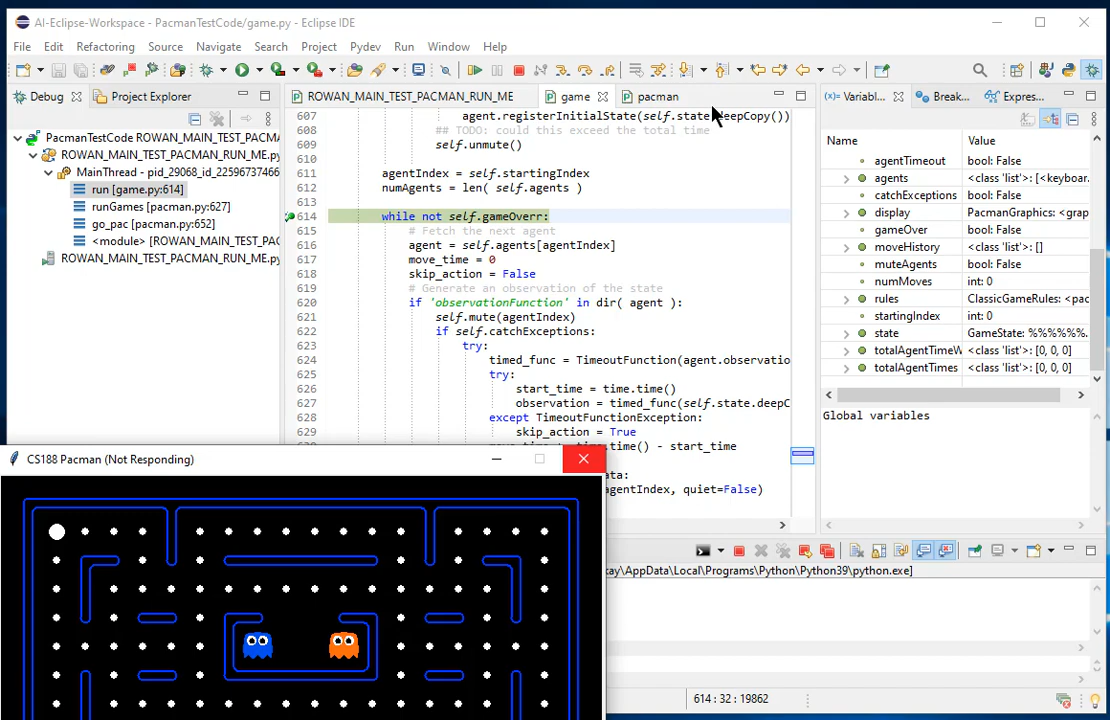 AI-Eclipse-Workspace - PacmanTestCode/game.py - Eclipse IDE
File Edit Refactoring Source Navigate Search Project Pydev Run Window Help
Debug Project Explorer
PacmanTestCode ROWAN_MAIN_TEST_PAC
ROWAN_MAIN_TEST_PACMAN_RUN_ME.py
MainThread - pid_29068_id_22596737466
run [game.py:614]
runGames [pacman.py:627]
go_pac [pacman.py:652]
<module> [ROWAN_MAIN_TEST_PAC
ROWAN_MAIN_TEST_PACMAN_RUN_ME.py
ROWAN_MAIN_TEST_PACMAN_RUN_ME game pacman
607 agent.registerInitialState(self.state.deepCopy())
608 ## TODO: could this exceed the total time
609 self.unmute()
610
611 agentIndex = self.startingIndex
612 numAgents = len( self.agents )
614 while not self.gameOverr:
615 # Fetch the next agent
616 agent = self.agents[agentIndex]
617 move_time = 0
618 skip_action = False
619 # Generate an observation of the state
620 if 'observationFunction' in dir( agent ):
621 self.mute(agentIndex)
622 if self.catchExceptions:
623 try:
624 timed_func = TimeoutFunction(agent.observatio
625 try:
626 start_time = time.time()
627 observation = timed_func(self.state.deepC
628 except TimeoutFunctionException:
629 skip_action = True
time() - start_time
ata:
agentIndex, quiet=False)
Variabl... Break... Expres...
Name Value
agentTimeout bool: False
agents <class 'list'>: [<keyboar.
catchExceptions bool: False
display PacmanGraphics: <grap
gameOver bool: False
moveHistory <class 'list'>: []
muteAgents bool: False
numMoves int: 0
rules ClassicGameRules: <pac
startingIndex int: 0
state GameState: %%%%%%.
totalAgentTimeW <class 'list'>: [0, 0, 0]
totalAgentTimes <class 'list'>: [0, 0, 0]
Global variables
CS188 Pacman (Not Responding)
kay\AppData\Local\Programs\Python\Python39\python.exe]
614 : 32 : 19862